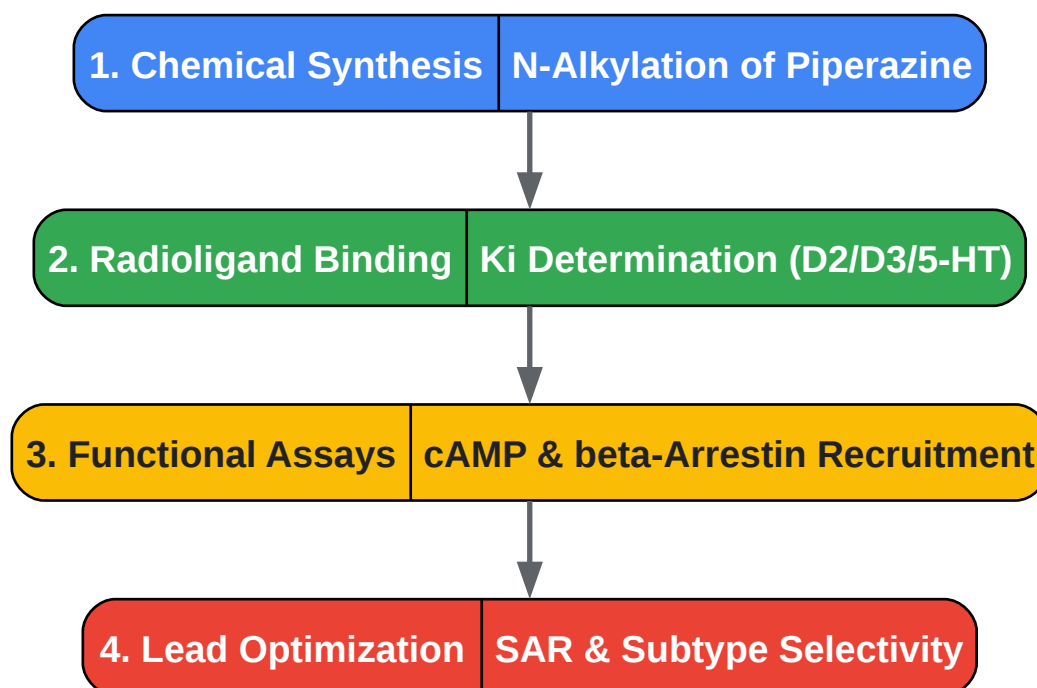 1. Chemical Synthesis N-Alkylation of Piperazine
2. Radioligand Binding Ki Determination (D2/D3/5-HT)
3. Functional Assays cAMP & beta-Arrestin Recruitment
4. Lead Optimization SAR & Subtype Selectivity